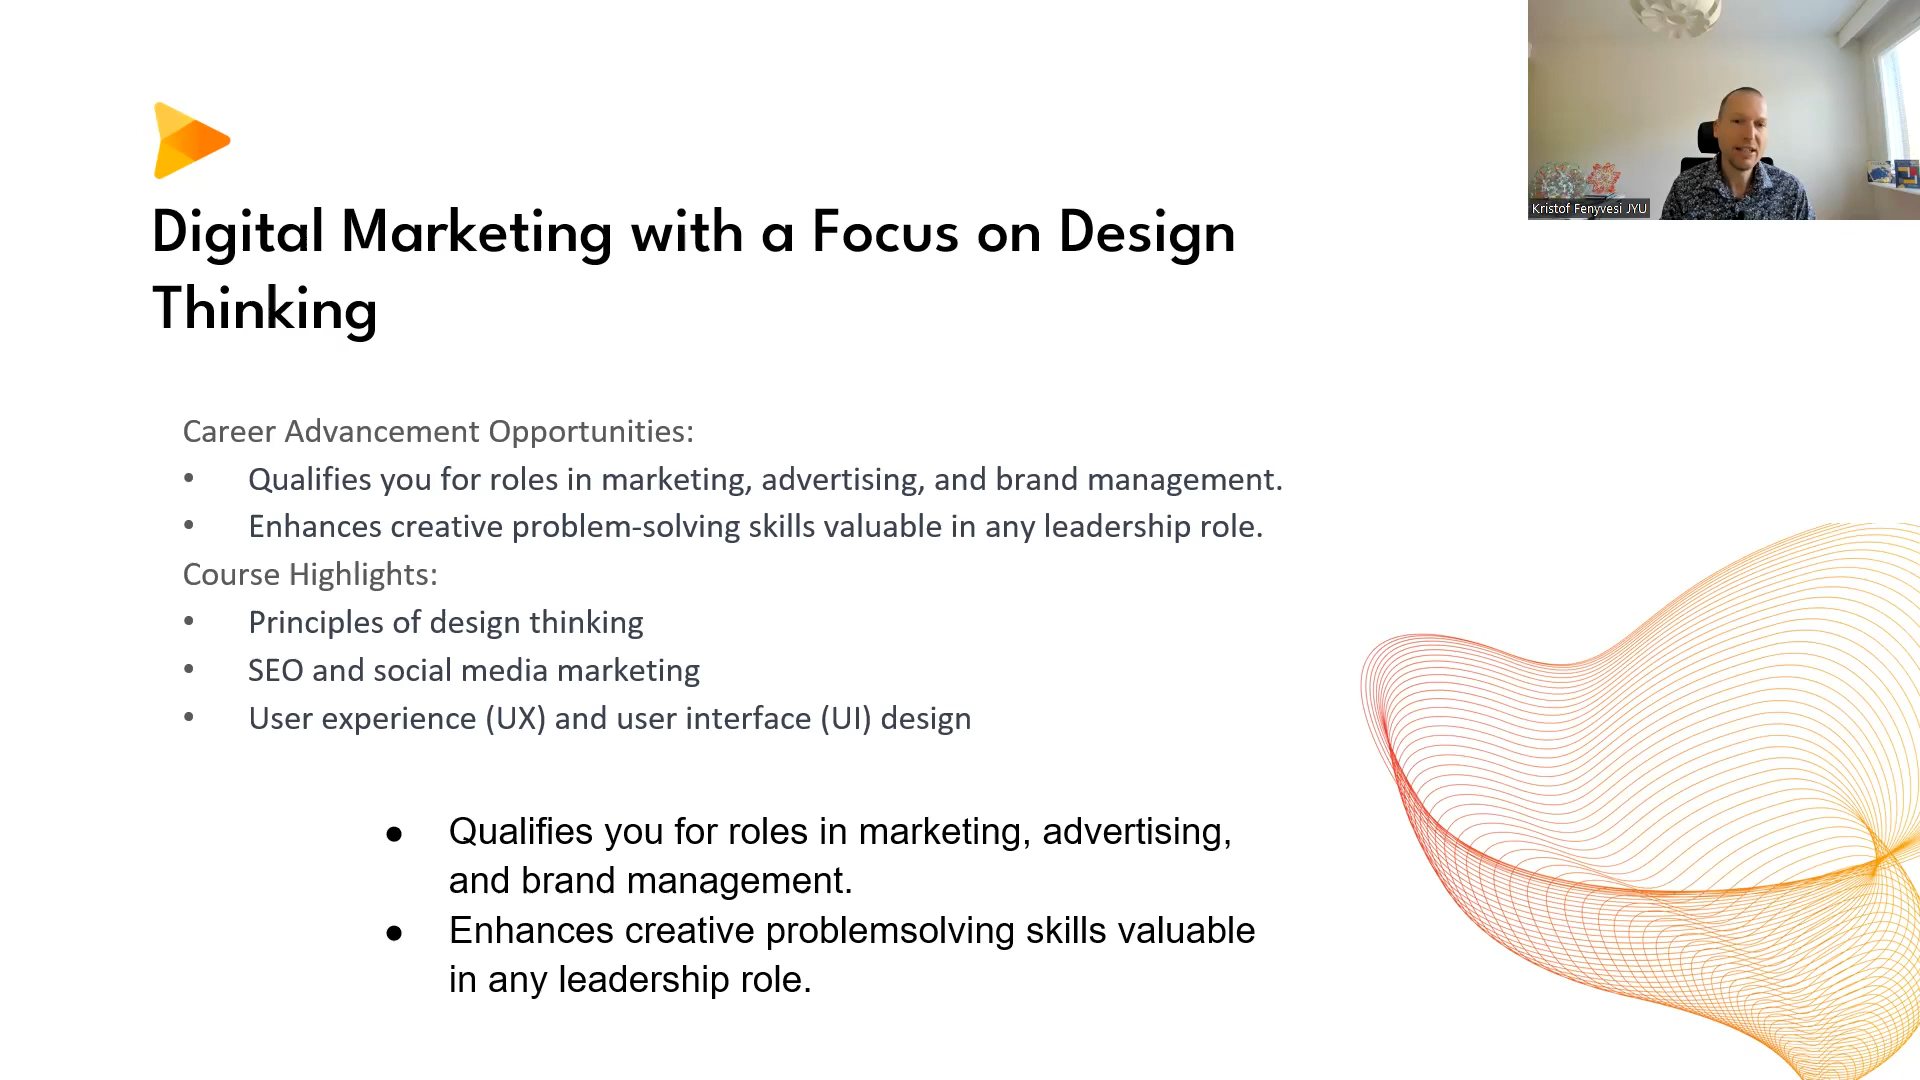 Kristof Fenyvesi JYU
Digital Marketing with a Focus on Design
Thinking
Career Advancement Opportunities:
• Qualifies you for roles in marketing, advertising, and brand management.
• Enhances creative problem-solving skills valuable in any leadership role.
Course Highlights:
• Principles of design thinking
• SEO and social media marketing
• User experience (UX) and user interface (UI) design
● Qualifies you for roles in marketing, advertising,
and brand management.
● Enhances creative problemsolving skills valuable
in any leadership role.